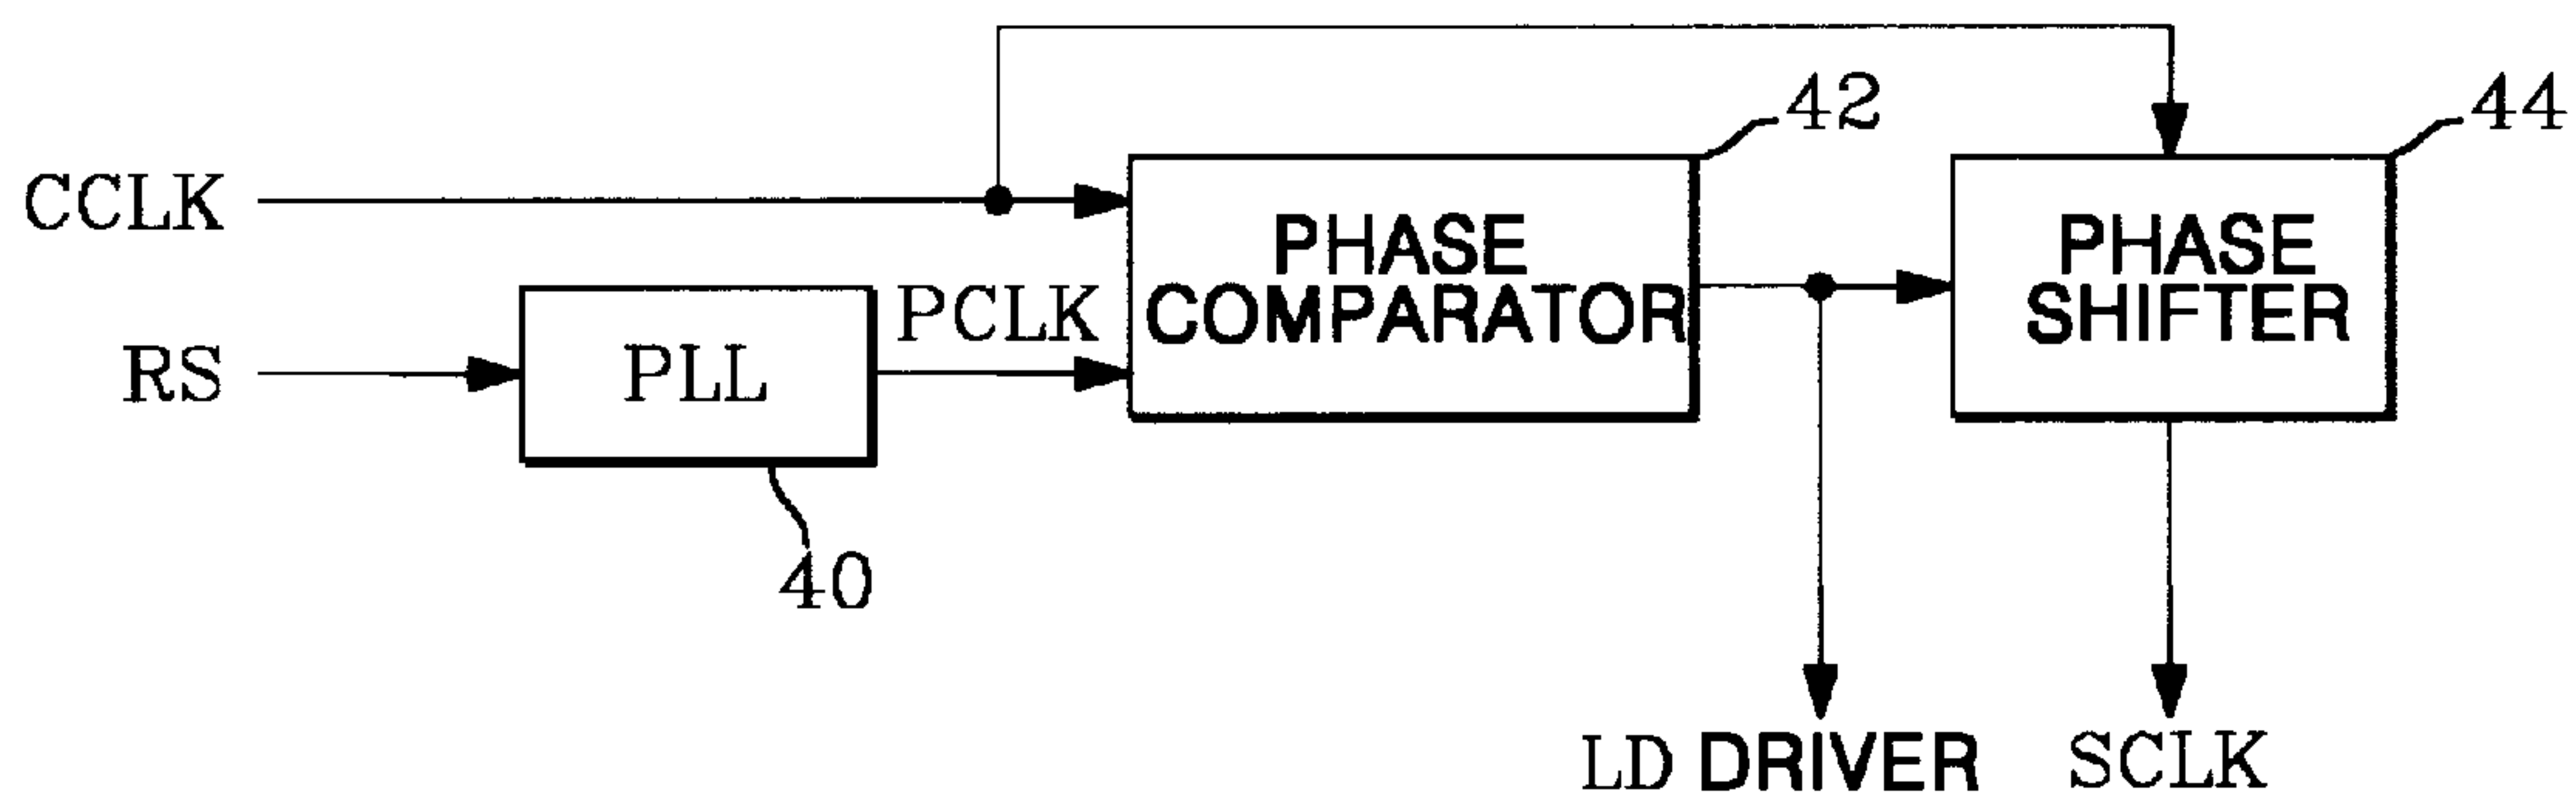 42
44
CCLK
PHASE
COMPARATOR
PHASE
SHIFTER
PCLK
RS
PLL
40
LD DRIVER
SCLK